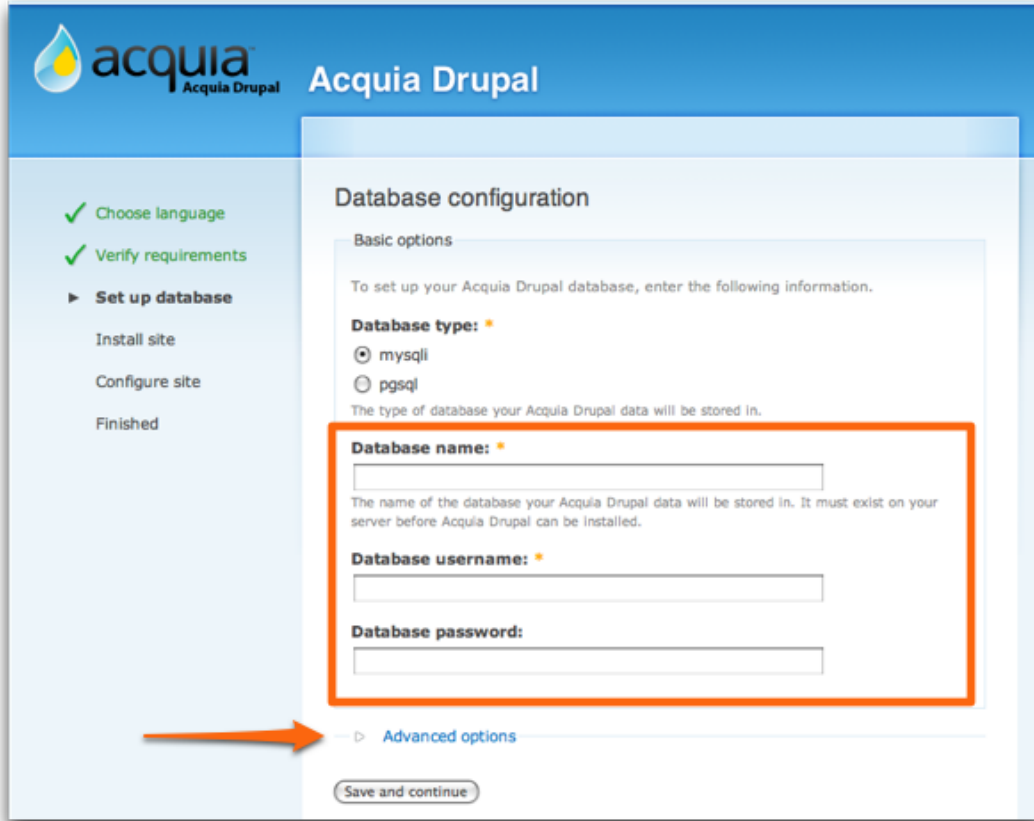 acquia
Acquia Drupal
Acquia Drupal
Choose language
Verify requirements
Set up database
Install site
Configure site
Finished
Database configuration
Basic options
To set up your Acquia Drupal database, enter the following information.
Database type: *
mysqli
pgsql
The type of database your Acquia Drupal data will be stored in.
Database name: *
The name of the database your Acquia Drupal data will be stored in. It must exist on your
server before Acquia Drupal can be installed.
Database username: *
Database password:
Advanced options
Save and continue